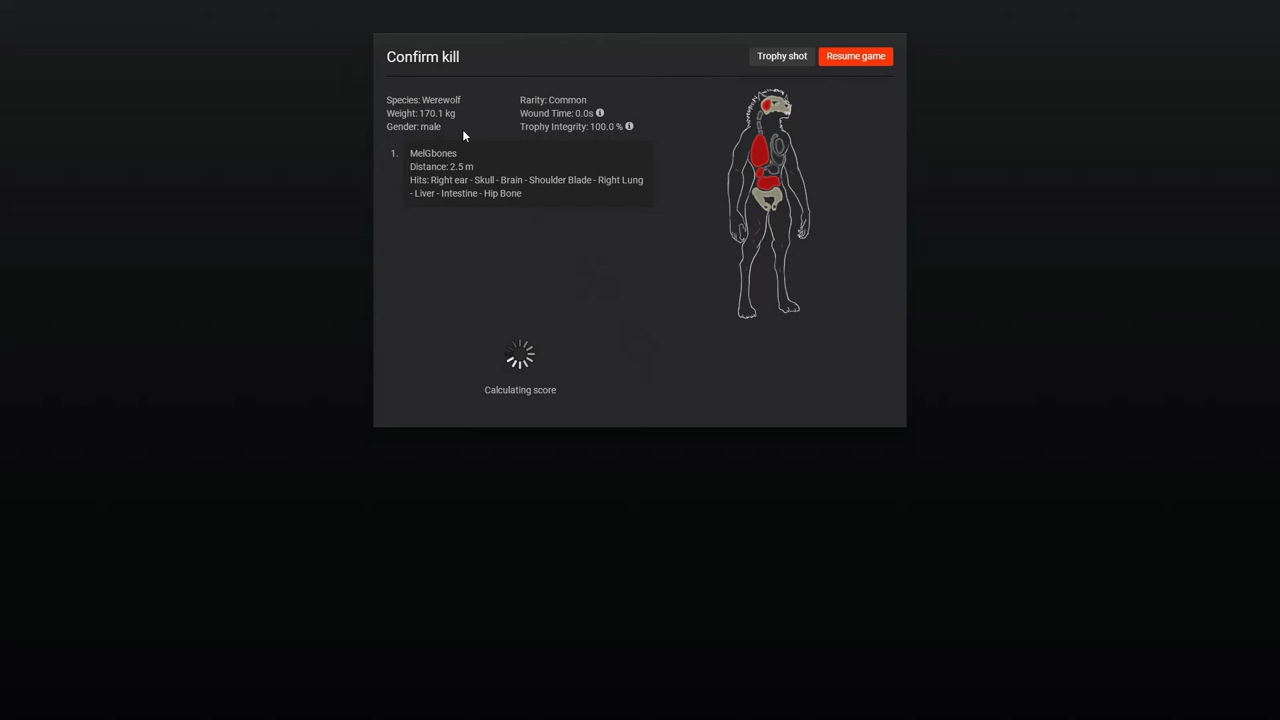 Confirm kill
Trophy shot
Resume game
Species: Werewolf
Weight: 170.1 kg
Gender: male
Rarity: Common
Wound Time: 0.0s
Trophy Integrity: 100.0 %
1.
MelGbones
Distance: 2.5 m
Hits: Right ear - Skull - Brain - Shoulder Blade - Right Lung
- Liver - Intestine - Hip Bone
Calculating score